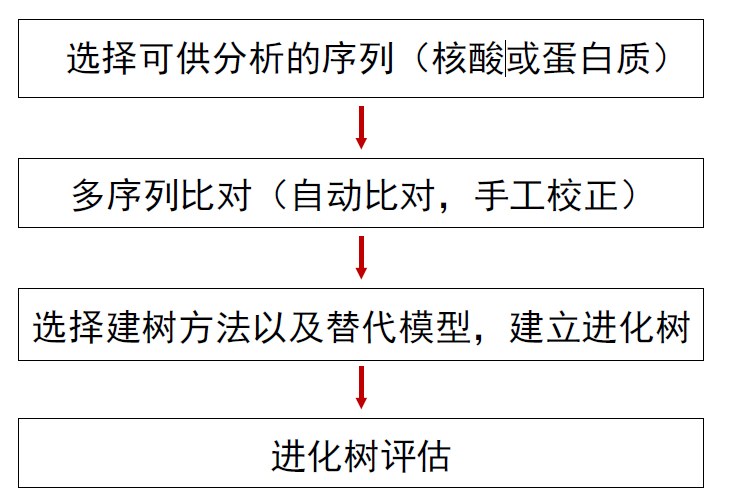 选择可供分析的序列（核酸或蛋白质）
多序列比对（自动比对，手工校正）
选择建树方法以及替代模型，建立进化树
进化树评估